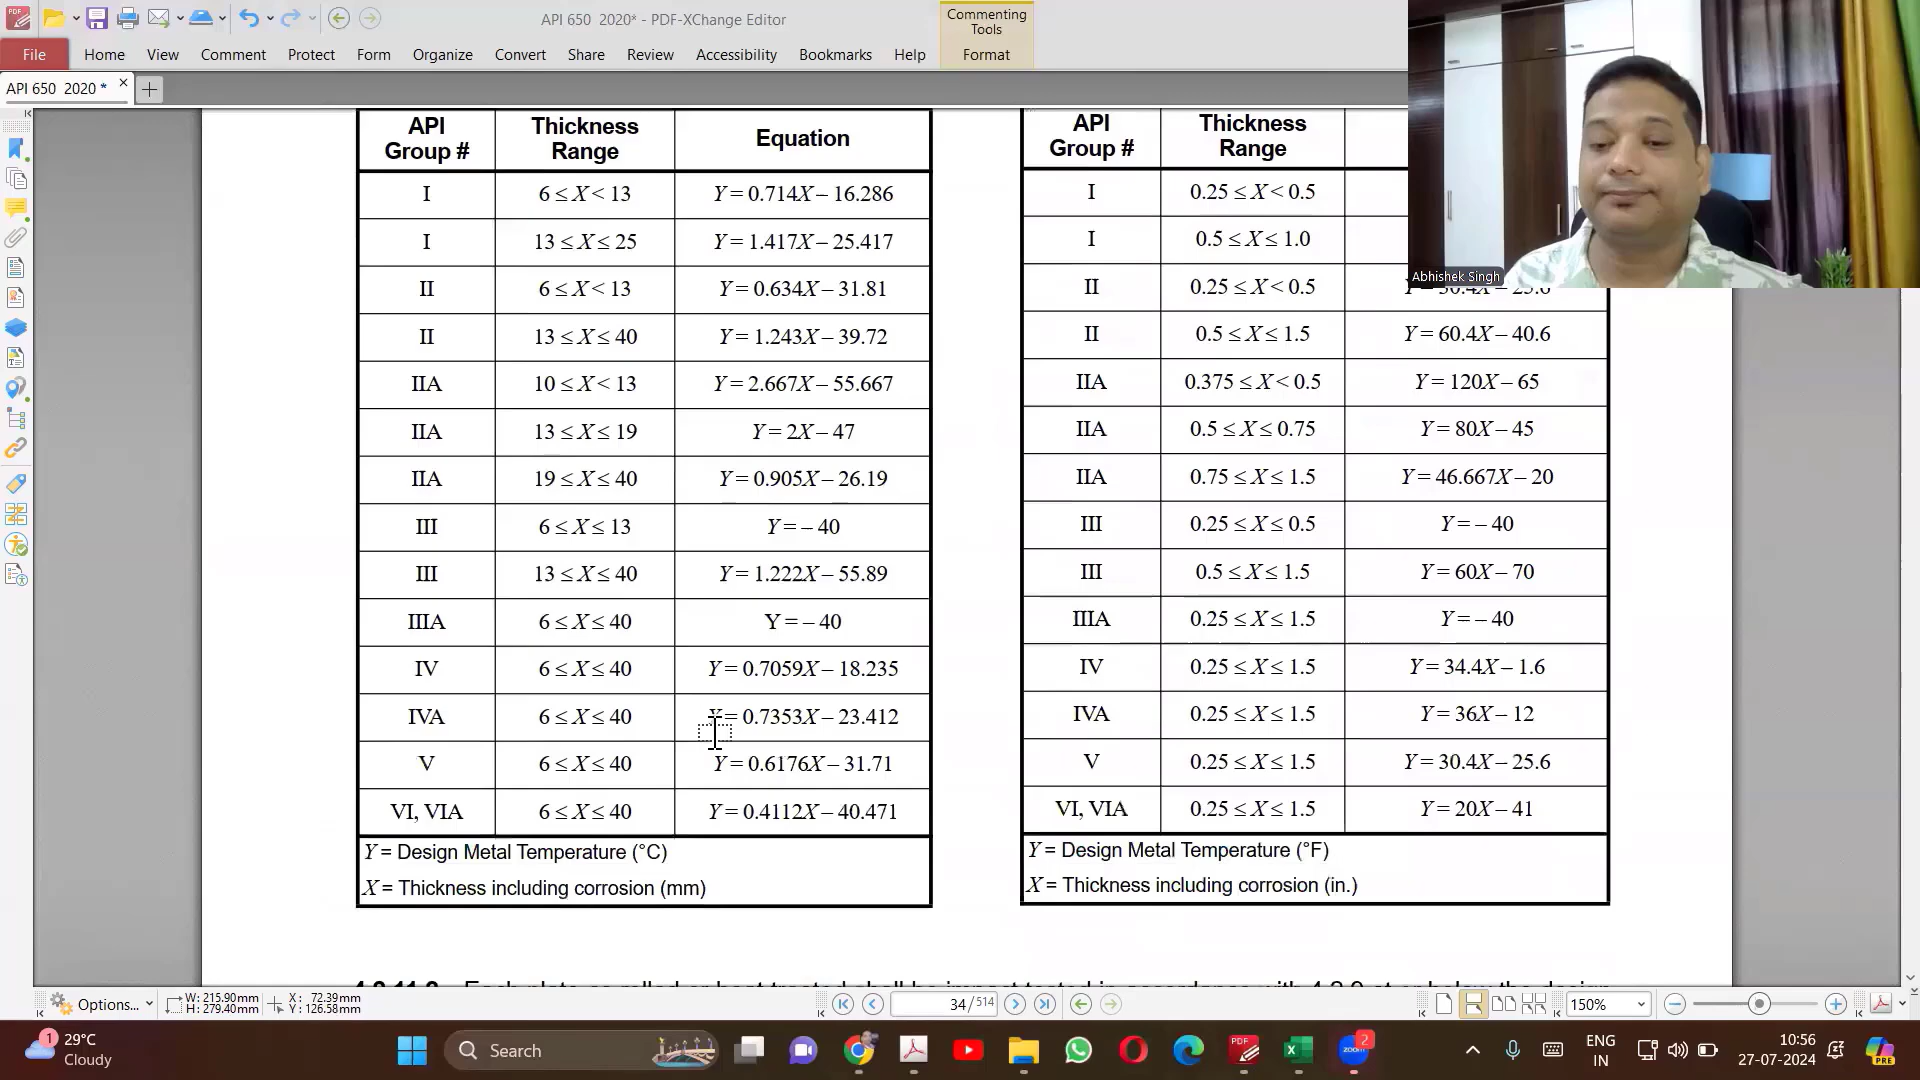 API 650 2020* - PDF-XChange Editor
Commenting
Tools
File Home View Comment Protect Form Organize Convert Share Review Accessibility Bookmarks Help Format
API 650 2020 *
API Group # Thickness Range Equation
I 6 ≤ X < 13 Y = 0.714X – 16.286
I 13 ≤ X ≤ 25 Y = 1.417X – 25.417
II 6 ≤ X < 13 Y = 0.634X – 31.81
II 13 ≤ X ≤ 40 Y = 1.243X – 39.72
IIA 10 ≤ X < 13 Y = 2.667X – 55.667
IIA 13 ≤ X ≤ 19 Y = 2X – 47
IIA 19 ≤ X ≤ 40 Y = 0.905X – 26.19
III 6 ≤ X ≤ 13 Y = – 40
III 13 ≤ X ≤ 40 Y = 1.222X – 55.89
IIIA 6 ≤ X ≤ 40 Y = – 40
IV 6 ≤ X ≤ 40 Y = 0.7059X – 18.235
IVA 6 ≤ X ≤ 40 Y = 0.7353X – 23.412
V 6 ≤ X ≤ 40 Y = 0.6176X – 31.71
VI, VIA 6 ≤ X ≤ 40 Y = 0.4112X – 40.471
Y = Design Metal Temperature (°C)
X = Thickness including corrosion (mm)
API Group # Thickness Range
I 0.25 ≤ X < 0.5
I 0.5 ≤ X ≤ 1.0
II 0.25 ≤ X < 0.5 Y = 30.4X – 25.6
II 0.5 ≤ X ≤ 1.5 Y = 60.4X – 40.6
IIA 0.375 ≤ X < 0.5 Y = 120X – 65
IIA 0.5 ≤ X ≤ 0.75 Y = 80X – 45
IIA 0.75 ≤ X ≤ 1.5 Y = 46.667X – 20
III 0.25 ≤ X ≤ 0.5 Y = – 40
III 0.5 ≤ X ≤ 1.5 Y = 60X – 70
IIIA 0.25 ≤ X ≤ 1.5 Y = – 40
IV 0.25 ≤ X ≤ 1.5 Y = 34.4X – 1.6
IVA 0.25 ≤ X ≤ 1.5 Y = 36X – 12
V 0.25 ≤ X ≤ 1.5 Y = 30.4X – 25.6
VI, VIA 0.25 ≤ X ≤ 1.5 Y = 20X – 41
Y = Design Metal Temperature (°F)
X = Thickness including corrosion (in.)
Abhishek Singh
Options...
W: 215.90mm
H: 279.40mm
X: 72.39mm
Y: 126.58mm
34 / 514
150%
29°C
Cloudy
Search
ENG
IN
10:56
27-07-2024